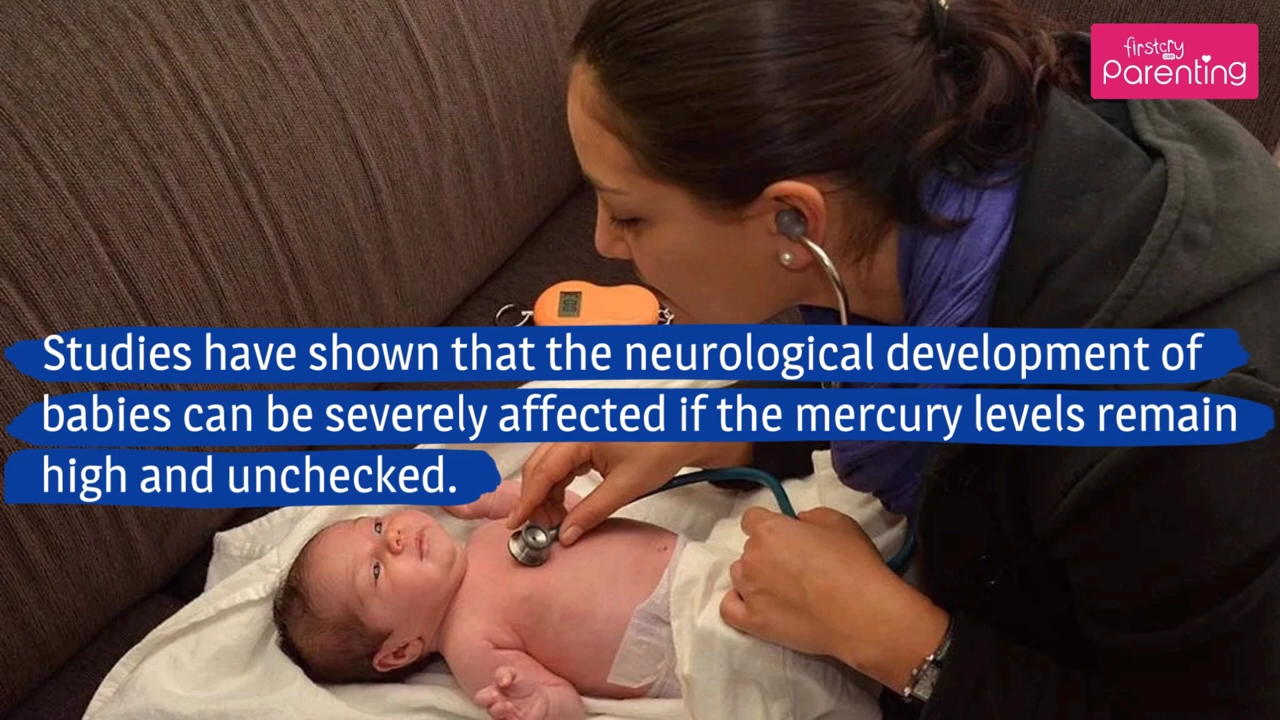 firstcry
.com
Parenting
Studies have shown that the neurological development of
babies can be severely affected if the mercury levels remain
high and unchecked.